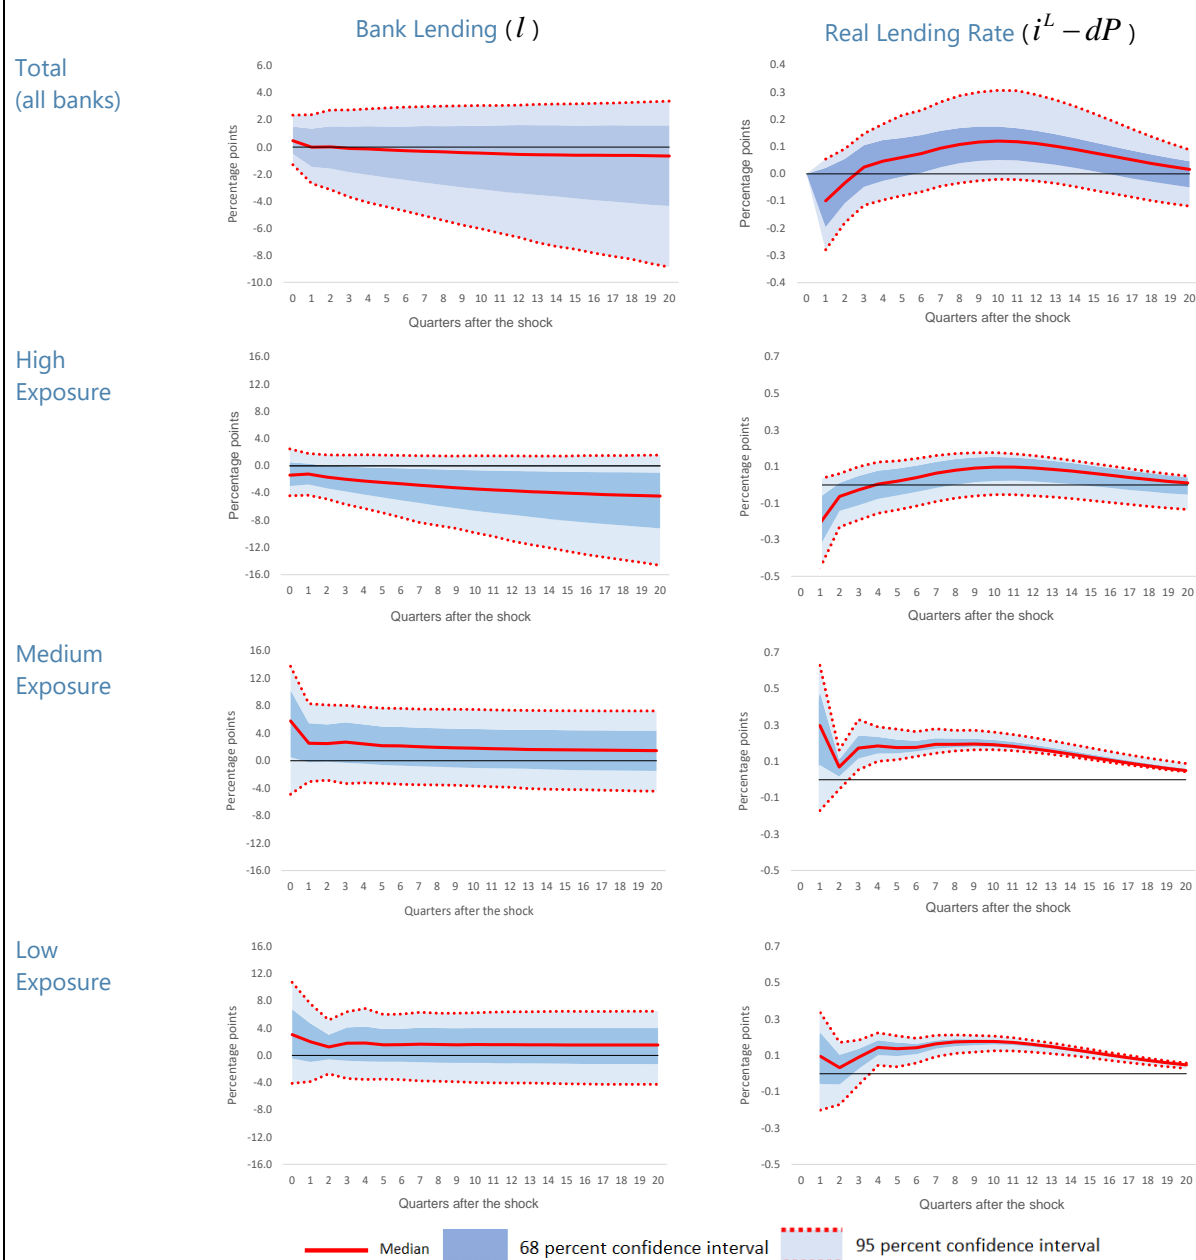 Bank Lending (l)
Real Lending Rate (i^L − dP)
Total
(all banks)
Percentage points
6.0
4.0
2.0
0.0
-2.0
-4.0
-6.0
-8.0
-10.0
0 1 2 3 4 5 6 7 8 9 10 11 12 13 14 15 16 17 18 19 20
Quarters after the shock
Percentage points
0.4
0.3
0.2
0.1
0.0
-0.1
-0.2
0.3
-0.4
0 1 2 3 4 5 6 7 8 9 10 11 12 13 14 15 16 17 18 19 20
Quarters after the shock
High
Exposure
Percentage points
16.0
12.0
8.0
4.0
0.0
-4.0
-8.0
-12.0
-16.0
0 1 2 3 4 5 6 7 8 9 10 11 12 13 14 15 16 17 18 19 20
Quarters after the shock
Percentage points
0.7
0.5
0.3
0.1
-0.1
-0.3
-0.5
0 1 2 3 4 5 6 7 8 9 10 11 12 13 14 15 16 17 18 19 20
Quarters after the shock
Medium
Exposure
Percentage points
16.0
12.0
8.0
4.0
0.0
-4.0
-8.0
-12.0
-16.0
0 1 2 3 4 5 6 7 8 9 10 11 12 13 14 15 16 17 18 19 20
Quarters after the shock
Percentage points
0.7
0.5
0.3
0.1
-0.1
-0.3
-0.5
0 1 2 3 4 5 6 7 8 9 10 11 12 13 14 15 16 17 18 19 20
Quarters after the shock
Low
Exposure
Percentage points
16.0
12.0
8.0
4.0
0.0
-4.0
-8.0
-12.0
-16.0
0 1 2 3 4 5 6 7 8 9 10 11 12 13 14 15 16 17 18 19 20
Quarters after the shock
Percentage points
0.7
0.5
0.3
0.1
-0.1
-0.3
-0.5
0 1 2 3 4 5 6 7 8 9 10 11 12 13 14 15 16 17 18 19 20
Quarters after the shock
Median
68 percent confidence interval
95 percent confidence interval